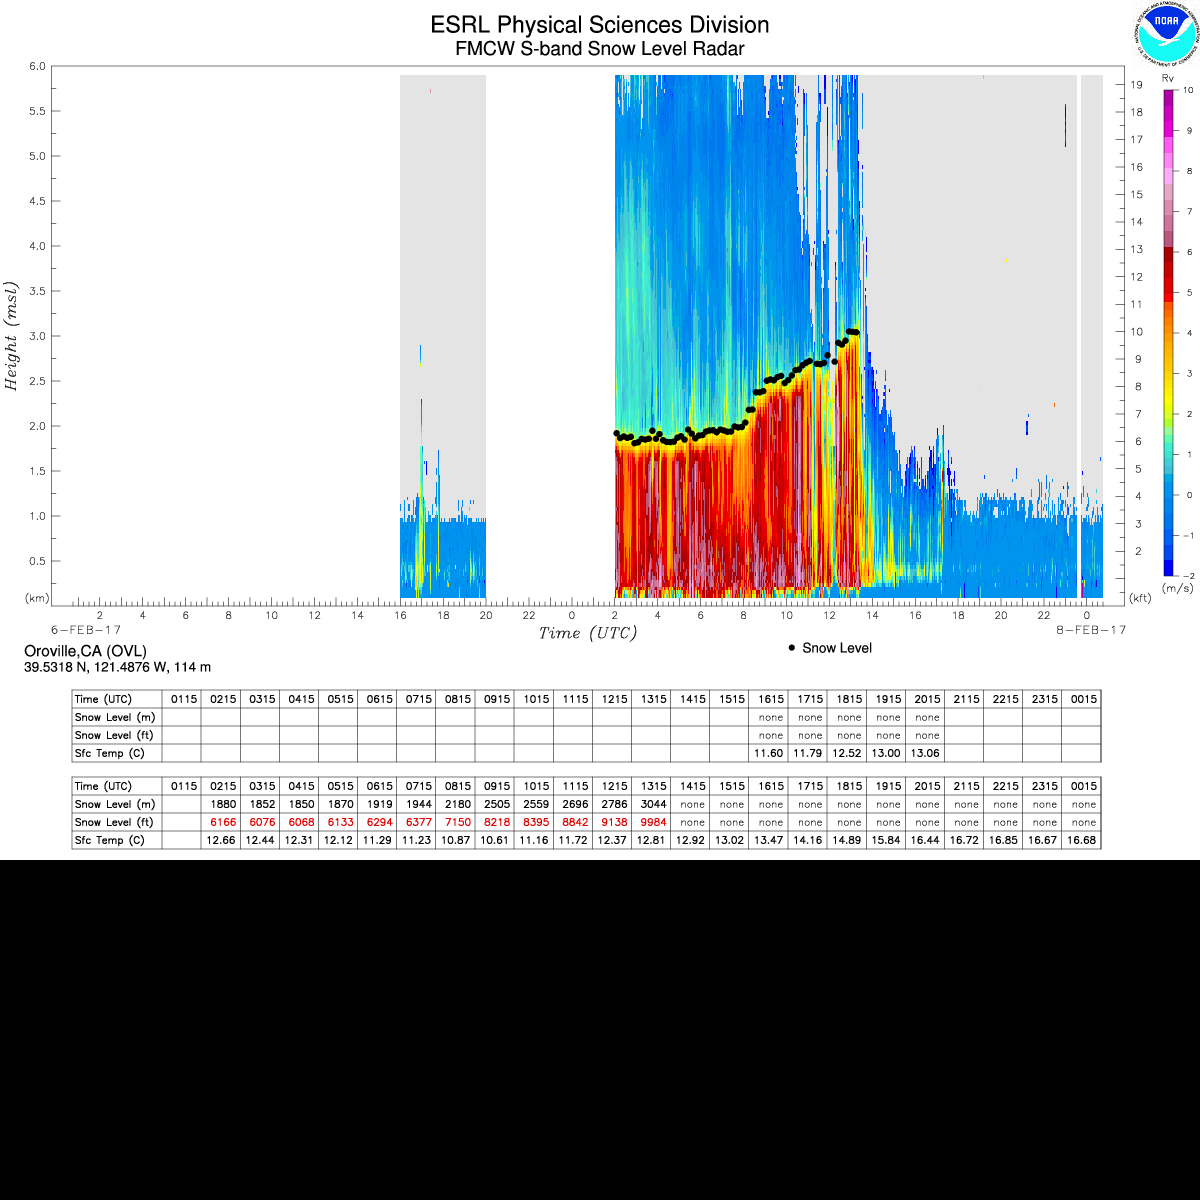 ESRL Physical Sciences Division
FMCW S-band Snow Level Radar
NOAA
NATIONAL OCEANIC AND ATMOSPHERIC ADMINISTRATION
U.S. DEPARTMENT OF COMMERCE
Rv
6.0
5.5
5.0
4.5
4.0
3.5
3.0
2.5
2.0
1.5
1.0
0.5
(km)
Height (msl)
19
18
17
16
15
14
13
12
11
10
9
8
7
6
5
4
3
2
(kft)
10
9
8
7
6
5
4
3
2
1
0
-1
-2
(m/s)
2 4 6 8 10 12 14 16 18 20 22 0 2 4 6 8 10 12 14 16 18 20 22 0
6-FEB-17 Time (UTC) 8-FEB-17
Oroville,CA (OVL)
39.5318 N, 121.4876 W, 114 m
Snow Level
Time (UTC) 0115 0215 0315 0415 0515 0615 0715 0815 0915 1015 1115 1215 1315 1415 1515 1615 1715 1815 1915 2015 2115 2215 2315 0015
Snow Level (m) none none none none none
Snow Level (ft) none none none none none
Sfc Temp (C) 11.60 11.79 12.52 13.00 13.06
Time (UTC) 0115 0215 0315 0415 0515 0615 0715 0815 0915 1015 1115 1215 1315 1415 1515 1615 1715 1815 1915 2015 2115 2215 2315 0015
Snow Level (m) 1880 1852 1850 1870 1919 1944 2180 2505 2559 2696 2786 3044 none none none none none none none none none none none
Snow Level (ft) 6166 6076 6068 6133 6294 6377 7150 8218 8395 8842 9138 9984 none none none none none none none none none none none
Sfc Temp (C) 12.66 12.44 12.31 12.12 11.29 11.23 10.87 10.61 11.16 11.72 12.37 12.81 12.92 13.02 13.47 14.16 14.89 15.84 16.44 16.72 16.85 16.67 16.68